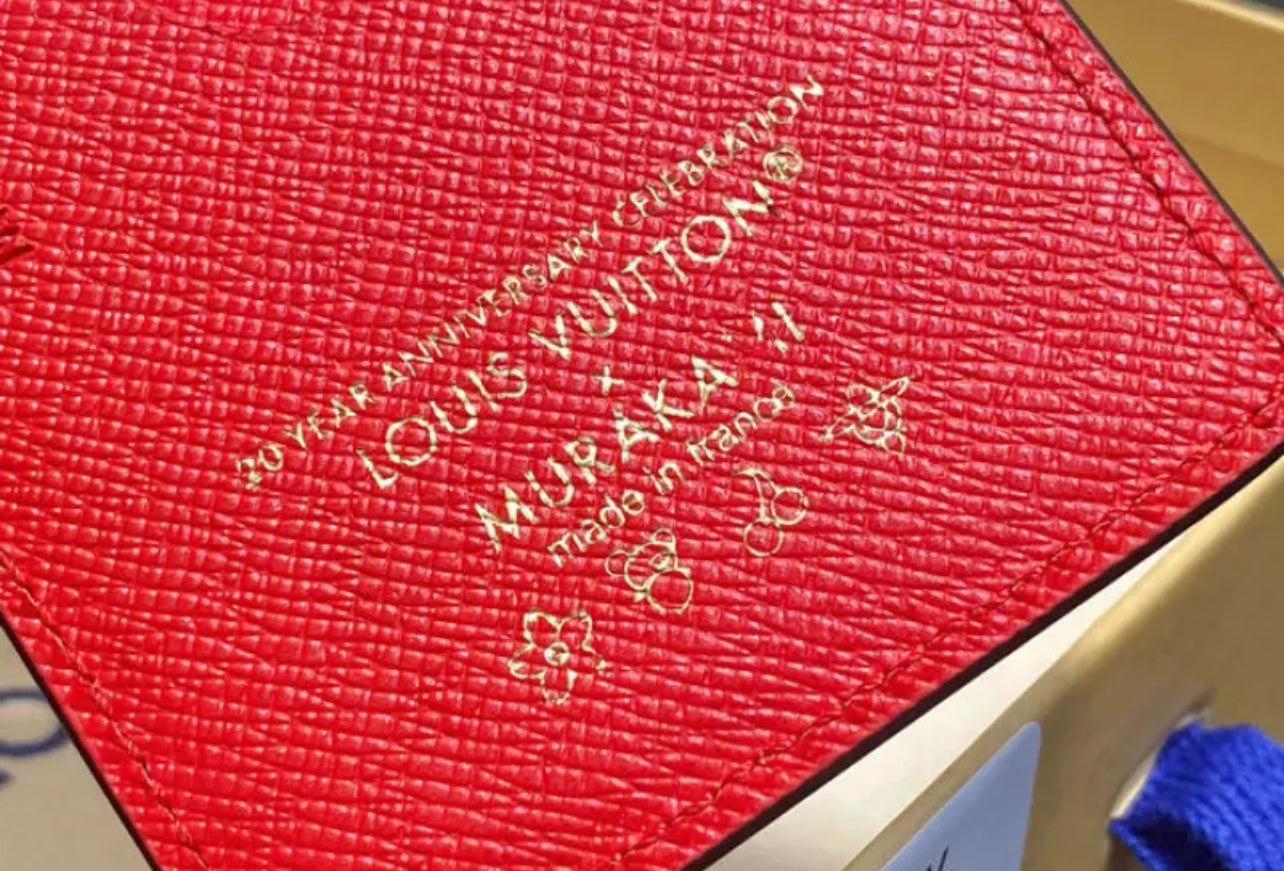 20 YEAR ANNIVERSARY CELEBRATION
LOUIS VUITTON®
x
MURAKAMI
made in france